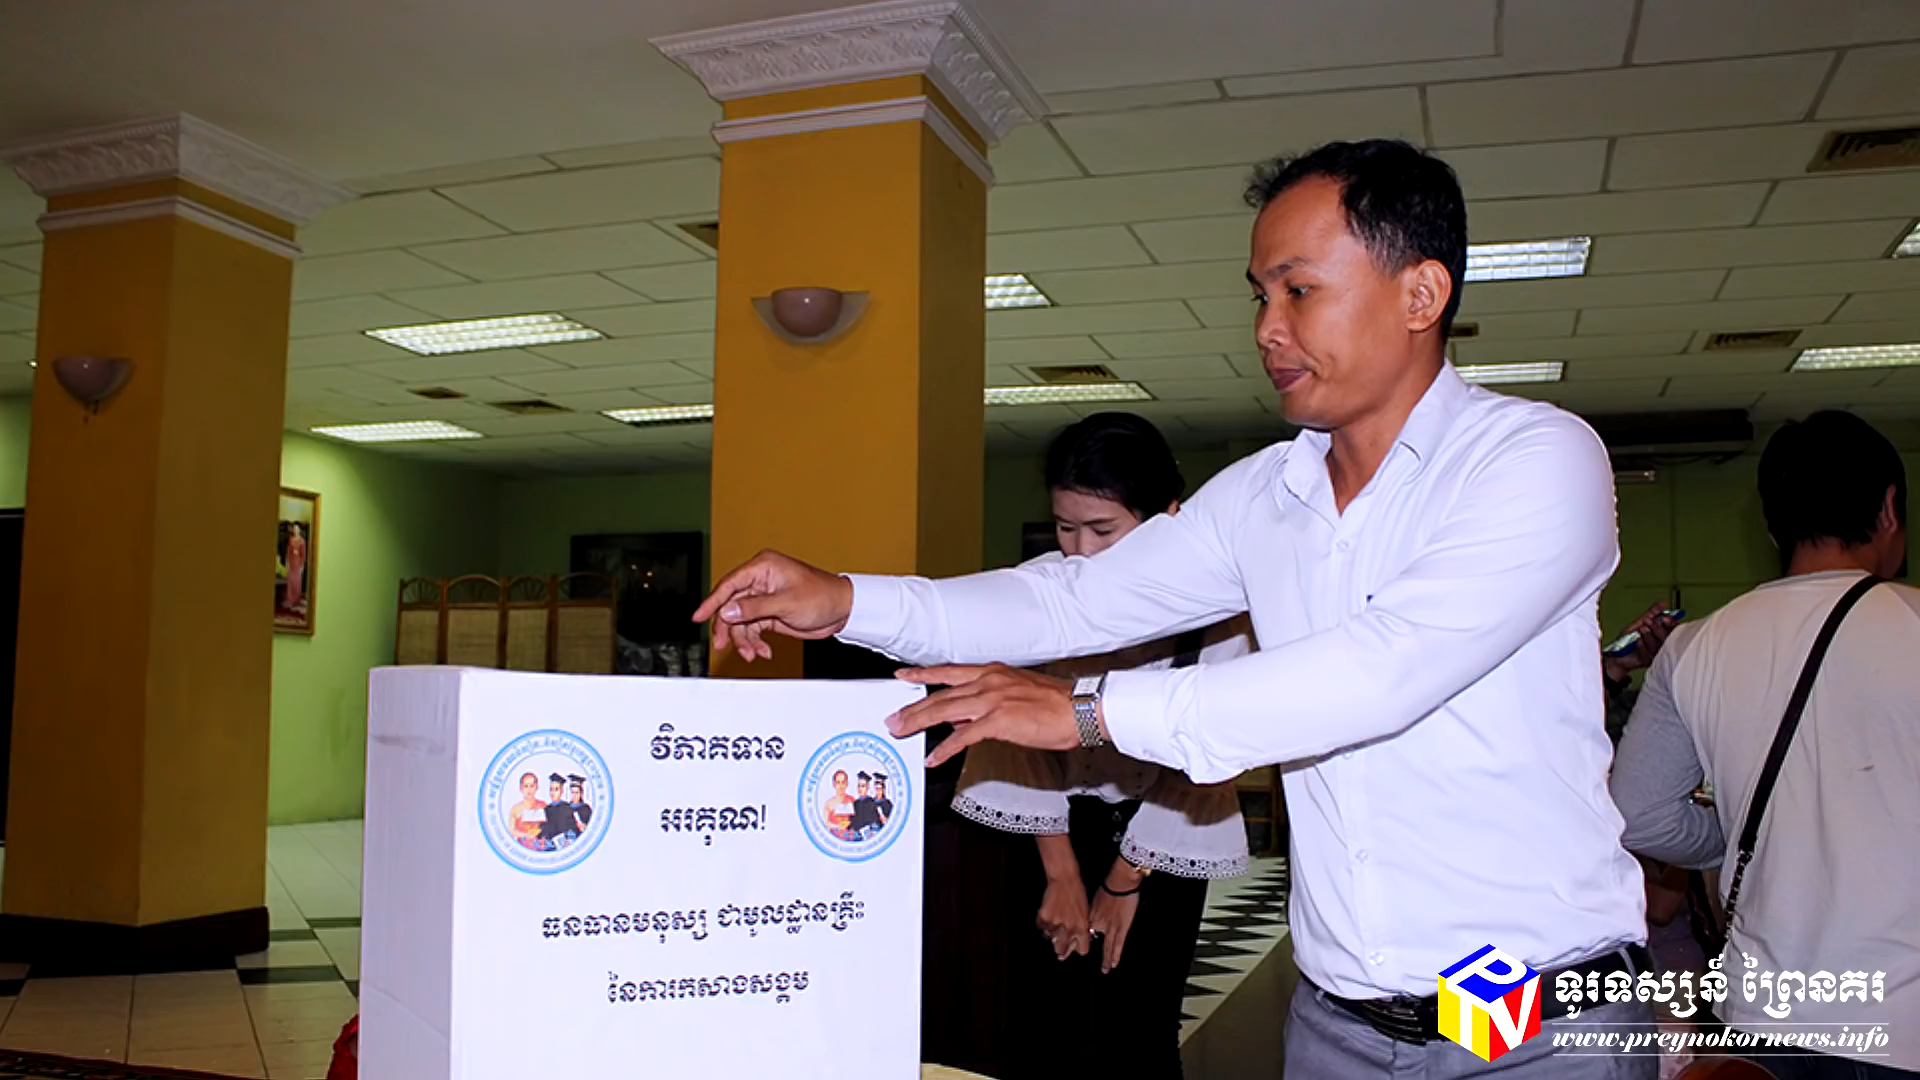 វិភាគទាន
អរគុណ!
ធនធានមនុស្ស ជាមូលដ្ឋានគ្រឹះ
នៃការកសាងសង្គម
ទូរទស្សន៍ ព្រៃនគរ
www.preynokornews.info